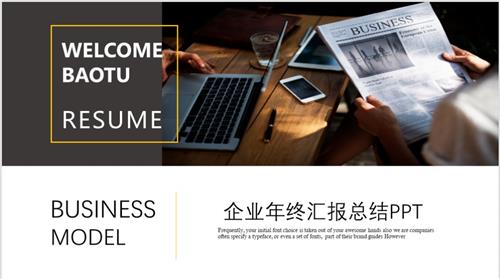 WELCOME
BAOTU
RESUME
BUSINESS
BUSINESS
MODEL
企业年终汇报总结PPT
Frequently, your initial font choice is taken out of your awesome hands also we are companies
often specify a typeface, or even a set of fonts, part of their brand guides However